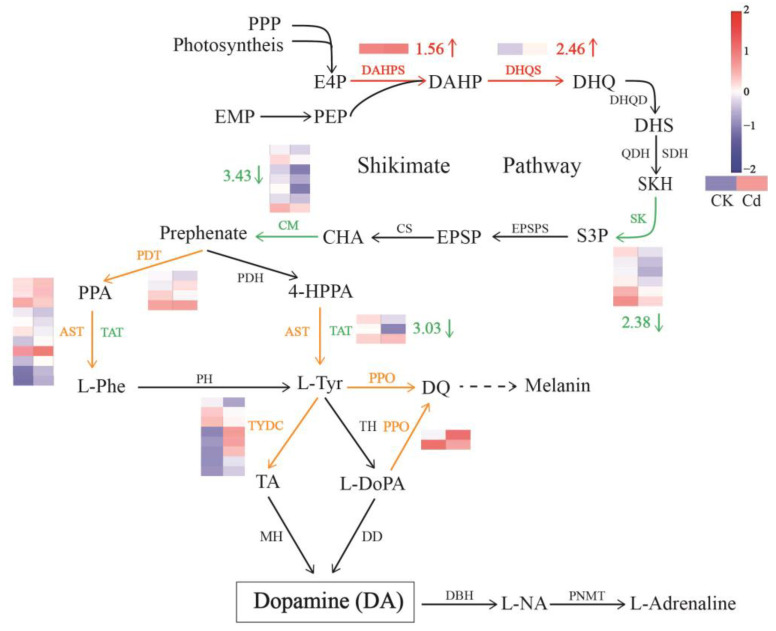 PPP
Photosyntheis
1.56↑
2.46↑
2
DAHPS
DHQS
E4P
DAHP
DHQ
1
DHQD
EMP
PEP
DHS
0
QDH
SDH
−1
Shikimate
Pathway
3.43↓
SKH
−2
CK
Cd
SK
CM
CS
EPSPS
Prephenate
CHA
EPSP
S3P
PDT
PDH
PPA
4-HPPA
AST
TAT
AST
TAT
3.03↓
2.38↓
PH
PPO
L-Phe
L-Tyr
DQ
Melanin
TYDC
TH
PPO
TA
L-DoPA
MH
DD
Dopamine (DA)
DBH
L-NA
PNMT
L-Adrenaline